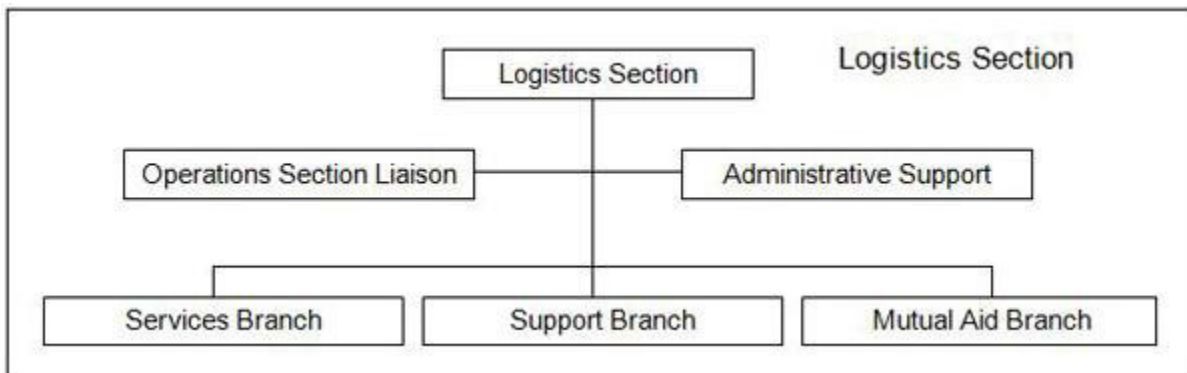 Logistics Section
Logistics Section
Operations Section Liaison
Administrative Support
Services Branch
Support Branch
Mutual Aid Branch